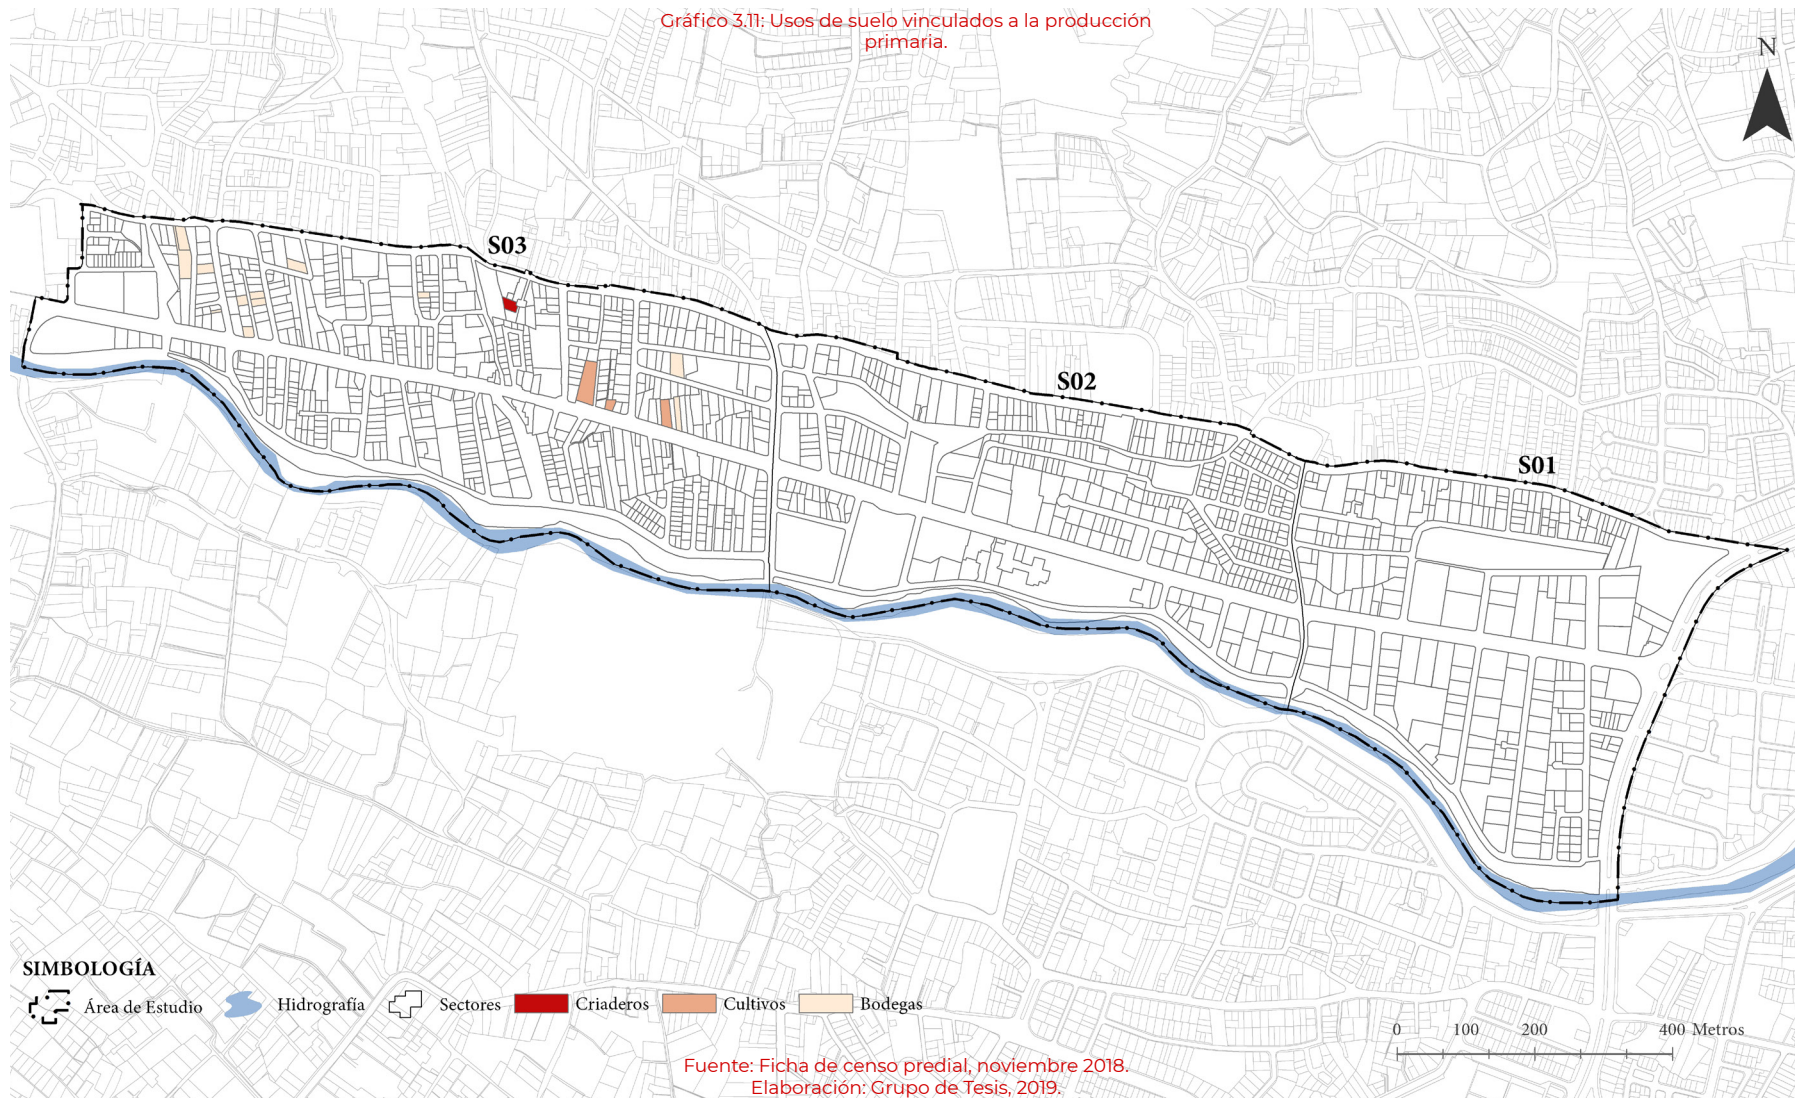 Gráfico 3.11: Usos de suelo vinculados a la producción
primaria.
N
S03
S02
S01
SIMBOLOGÍA
Área de Estudio
Hidrografía
Sectores
Criaderos
Cultivos
Bodegas
0 100 200 400 Metros
Fuente: Ficha de censo predial, noviembre 2018.
Elaboración: Grupo de Tesis, 2019.